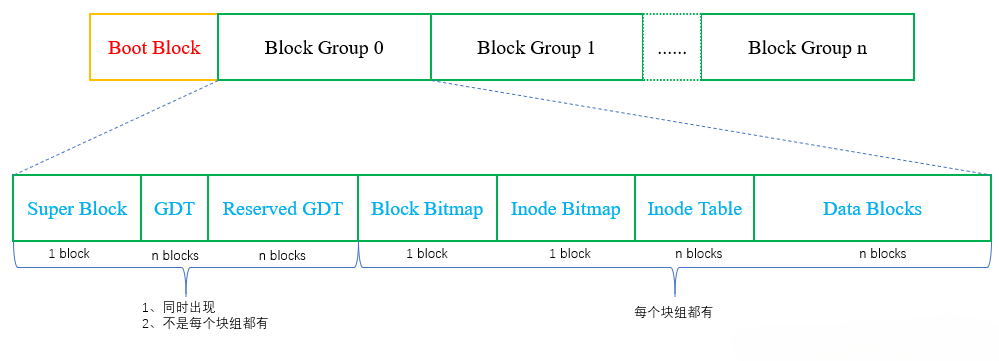 Boot Block Block Group 0 Block Group 1 ...... Block Group n
Super Block GDT Reserved GDT Block Bitmap Inode Bitmap Inode Table Data Blocks
1 block n blocks n blocks 1 block 1 block n blocks n blocks
1、同时出现
2、不是每个块组都有
每个块组都有